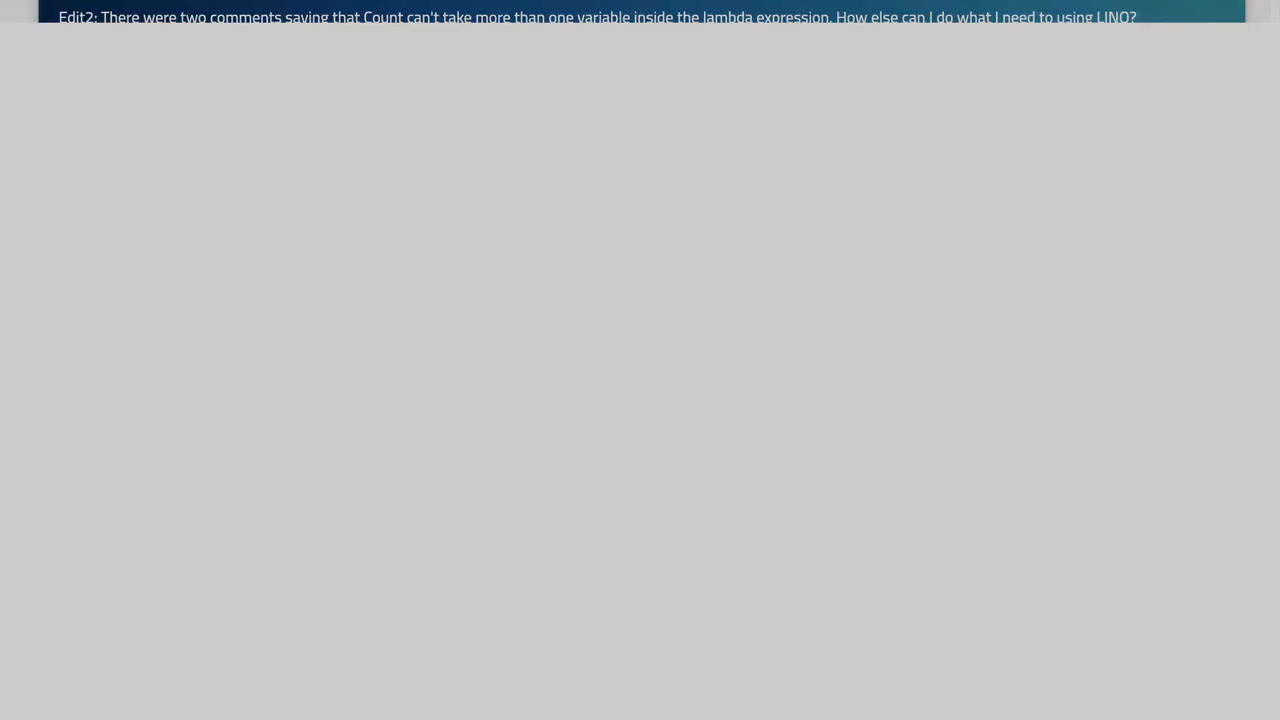 Edit2: There were two comments saying that Count can't take more than one variable inside the lambda expression. How else can I do what I need to using LINQ?